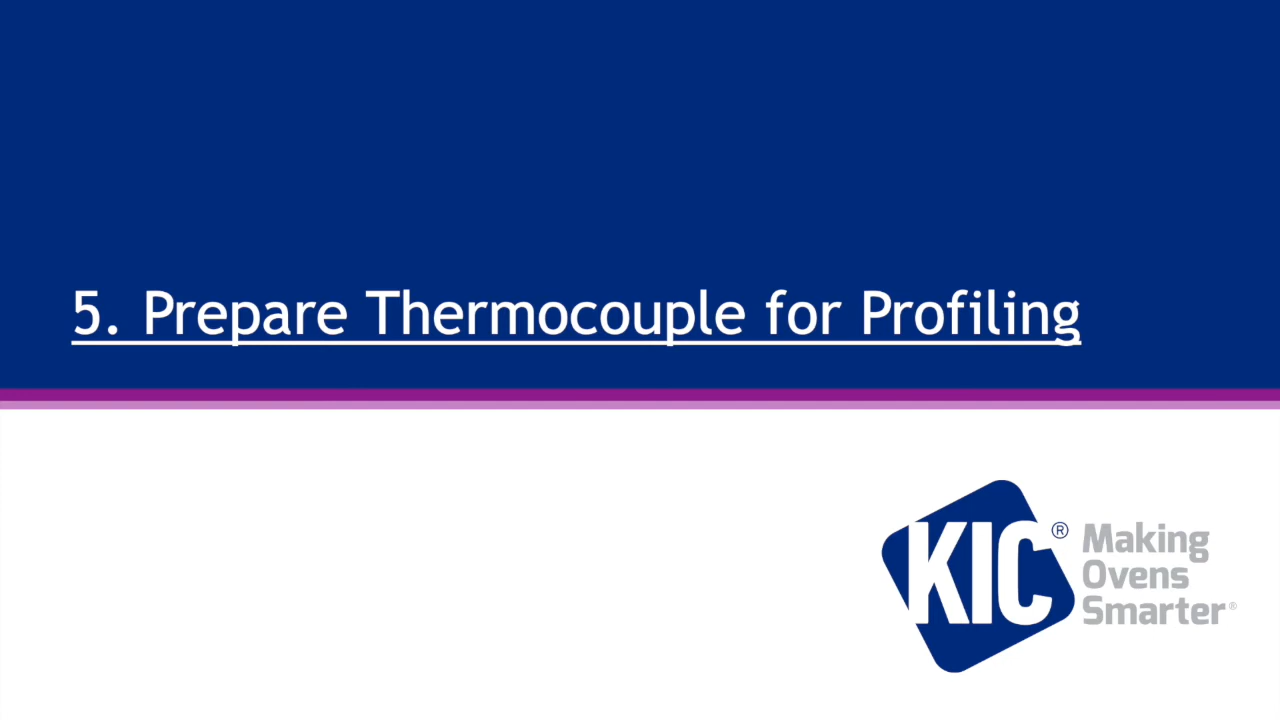 5. Prepare Thermocouple for Profiling
KIC®
Making
Ovens
Smarter®